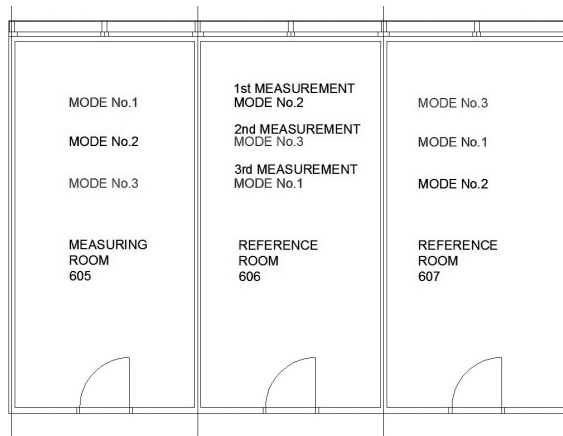 MODE No.1
MODE No.2
MODE No.3
MEASURING
ROOM
605
1st MEASUREMENT
MODE No.2
2nd MEASUREMENT
MODE No.3
3rd MEASUREMENT
MODE No.1
REFERENCE
ROOM
606
MODE No.3
MODE No.1
MODE No.2
REFERENCE
ROOM
607